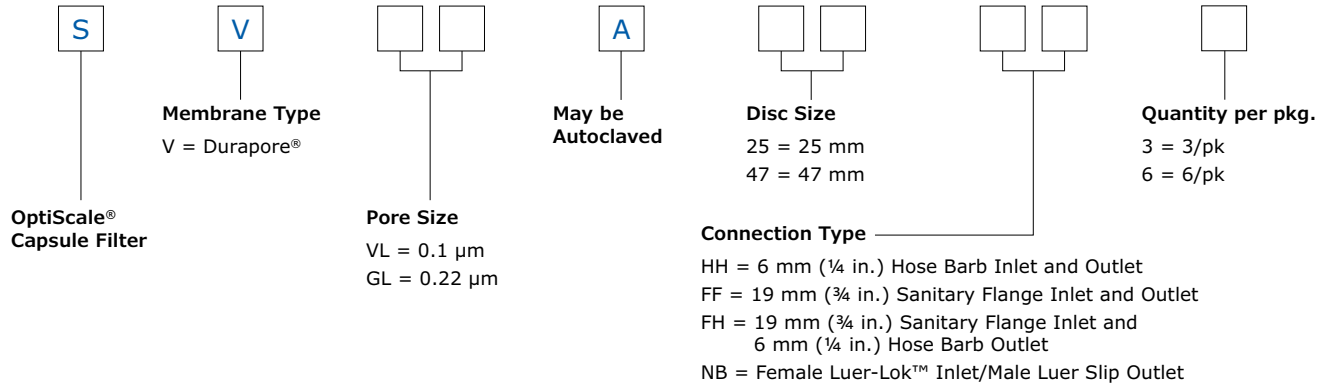 S V A
Membrane Type
V = Durapore®
May be
Autoclaved
Disc Size
25 = 25 mm
47 = 47 mm
Quantity per pkg.
3 = 3/pk
6 = 6/pk
OptiScale®
Capsule Filter
Pore Size
VL = 0.1 µm
GL = 0.22 µm
Connection Type
HH = 6 mm (¼ in.) Hose Barb Inlet and Outlet
FF = 19 mm (¾ in.) Sanitary Flange Inlet and Outlet
FH = 19 mm (¾ in.) Sanitary Flange Inlet and
6 mm (¼ in.) Hose Barb Outlet
NB = Female Luer-Lok™ Inlet/Male Luer Slip Outlet